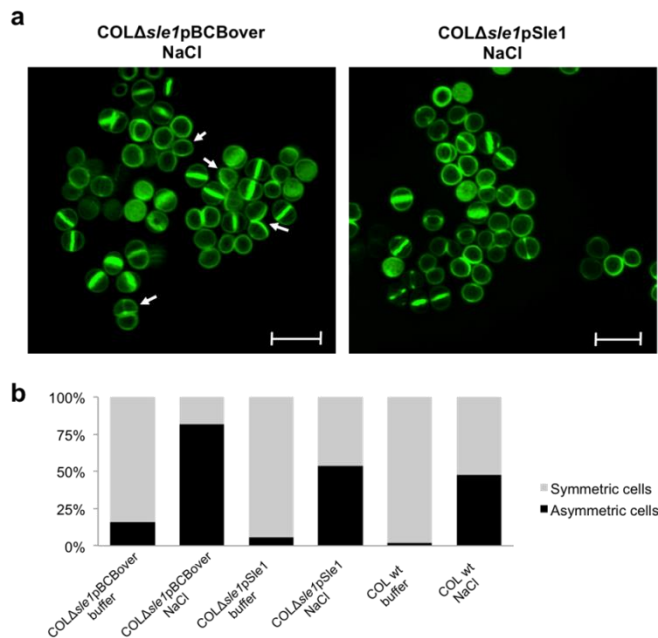 a
COLΔsle1pBCBover
NaCl
COLΔsle1pSle1
NaCl
b
100%
75%
50%
25%
0%
Symmetric cells
Asymmetric cells
COLΔsle1pBCBover
buffer
COLΔsle1pBCBover
NaCl
COLΔsle1pSle1
buffer
COLΔsle1pSle1
NaCl
COL wt
buffer
COL wt
NaCl